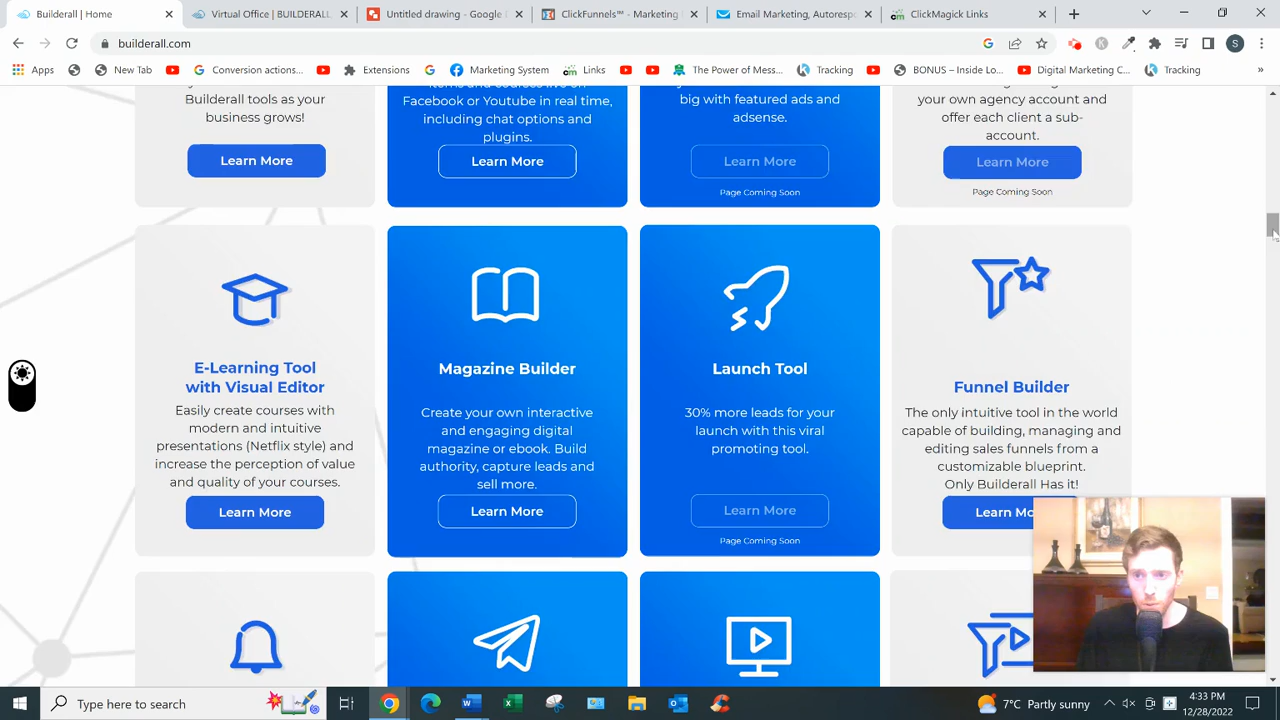 Builderall | Home
Virtual Office | BUILDERALL
Untitled drawing - Google
ClickFunnels™ - Marketing
Email Marketing, Autoresp
ClickMagick Links
builderall.com
S
Apps
New Tab
Conversion actions...
Extensions
Marketing System
Links
The Power of Mess...
Tracking
BONUS – Inside Lo...
Digital Marketing C...
Tracking
»
Builderall tools as your
business grows!
Learn More
Facebook or Youtube in real time,
including chat options and
plugins.
Learn More
big with featured ads and
adsense.
Learn More
Page Coming Soon
your own agency account and
offer each client a sub-
account.
Learn More
Page Coming Soon
E-Learning Tool
with Visual Editor
Easily create courses with
modern and intuitive
presentations (Netflix style) and
increase the perception of value
and quality of your courses.
Learn More
Magazine Builder
Create your own interactive
and engaging digital
magazine or ebook. Build
authority, capture leads and
sell more.
Learn More
Launch Tool
30% more leads for your
launch with this viral
promoting tool.
Learn More
Page Coming Soon
Funnel Builder
The only intuitive tool in the world
capable of building, managing and
editing sales funnels from a
customizable blueprint.
Only Builderall Has it!
Learn Mo
Type here to search
7°C Partly sunny
4:33 PM
12/28/2022